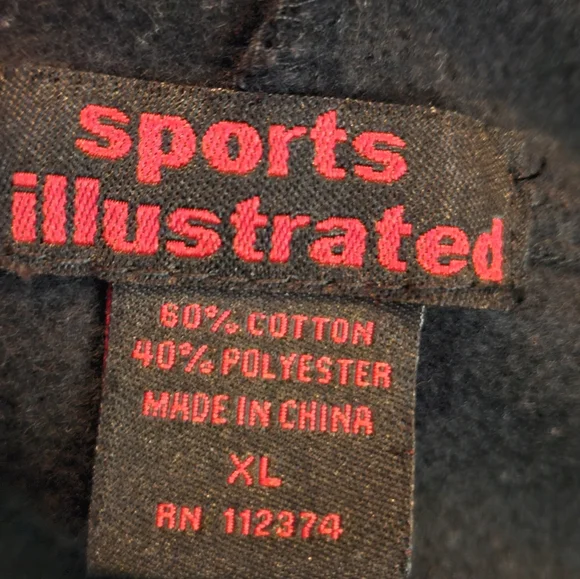 sports
illustrated
60% COTTON
40% POLYESTER
MADE IN CHINA
XL
RN 112374